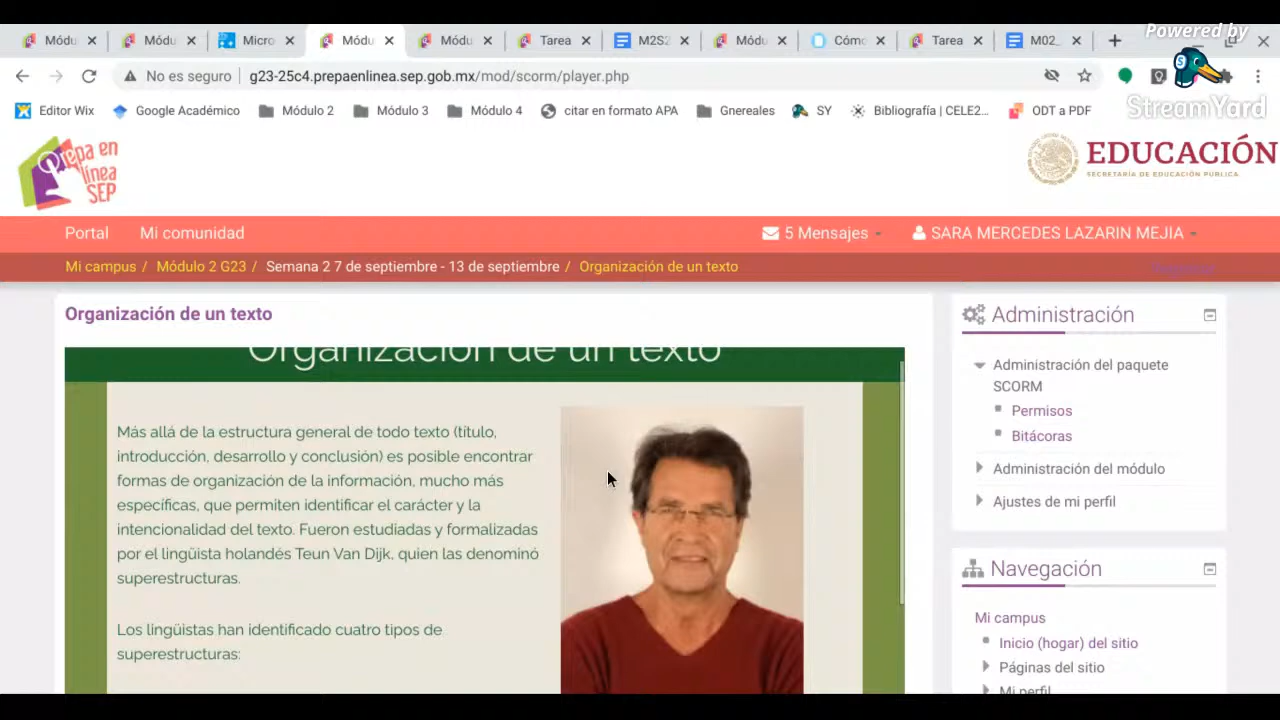 Powered by
StreamYard
Módu
Módu
Micro
Módu
Módu
Tarea
M2S2
Módu
Cómo
Tarea
M02_
No es seguro
g23-25c4.prepaenlinea.sep.gob.mx/mod/scorm/player.php
Editor Wix
Google Académico
Módulo 2
Módulo 3
Módulo 4
citar en formato APA
Gnereales
SY
Bibliografía | CELE2...
ODT a PDF
Prepa en
línea
SEP
EDUCACIÓN
SECRETARÍA DE EDUCACIÓN PÚBLICA
Portal
Mi comunidad
5 Mensajes
SARA MERCEDES LAZARIN MEJIA
Mi campus / Módulo 2 G23 / Semana 2 7 de septiembre - 13 de septiembre / Organización de un texto
Organización de un texto
Organización de un texto
Más allá de la estructura general de todo texto (título,
introducción, desarrollo y conclusión) es posible encontrar
formas de organización de la información, mucho más
específicas, que permiten identificar el carácter y la
intencionalidad del texto. Fueron estudiadas y formalizadas
por el lingüista holandés Teun Van Dijk, quien las denominó
superestructuras.
Los lingüistas han identificado cuatro tipos de
superestructuras:
Administración
Administración del paquete
SCORM
Permisos
Bitácoras
Administración del módulo
Ajustes de mi perfil
Navegación
Mi campus
Inicio (hogar) del sitio
Páginas del sitio
Mi perfil